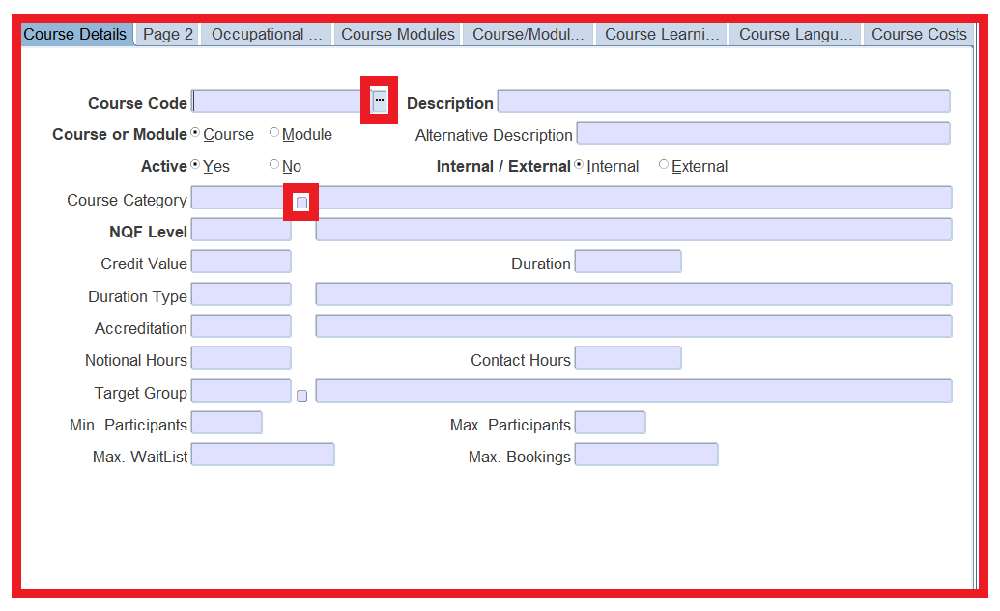 Course Details Page 2 Occupational ... Course Modules Course/Modul... Course Learni... Course Langu... Course Costs
Course Code ... Description
Course or Module Course Module Alternative Description
Active Yes No Internal / External Internal External
Course Category
NQF Level
Credit Value Duration
Duration Type
Accreditation
Notional Hours Contact Hours
Target Group
Min. Participants Max. Participants
Max. WaitList Max. Bookings